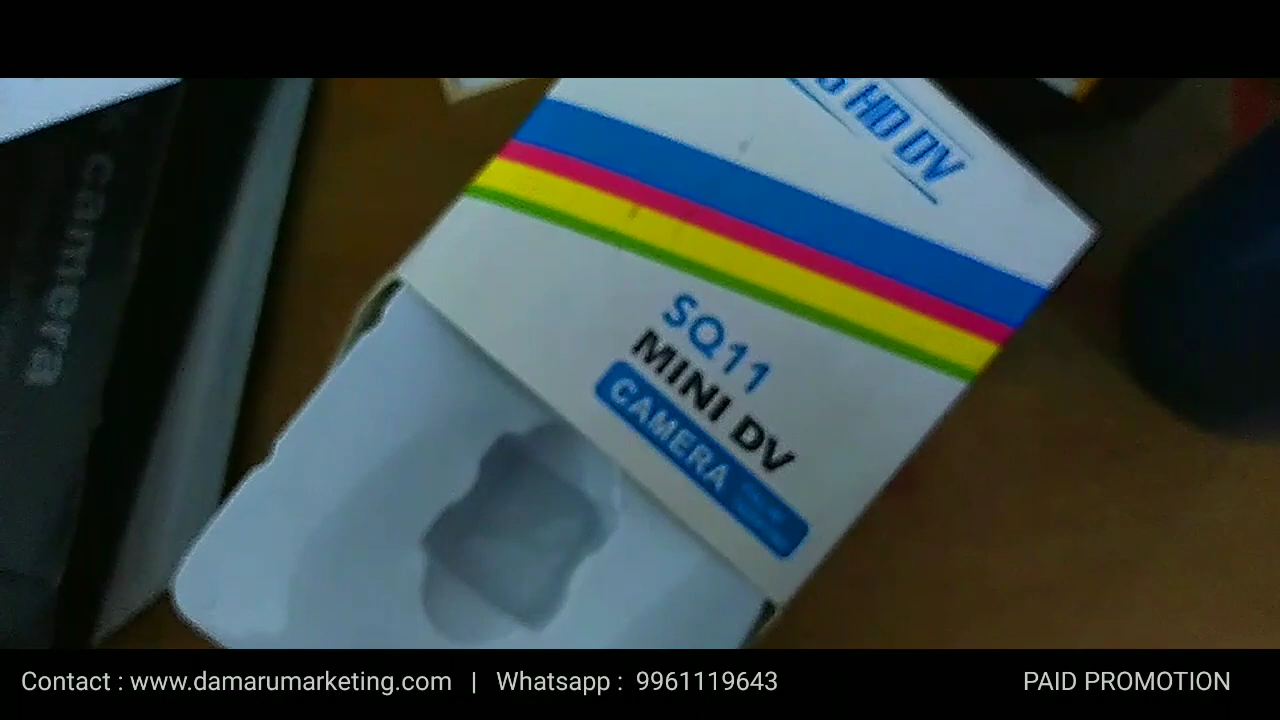 HD DV
SQ11
MINI DV
CAMERA
camera
Contact : www.damarumarketing.com | Whatsapp : 9961119643
PAID PROMOTION